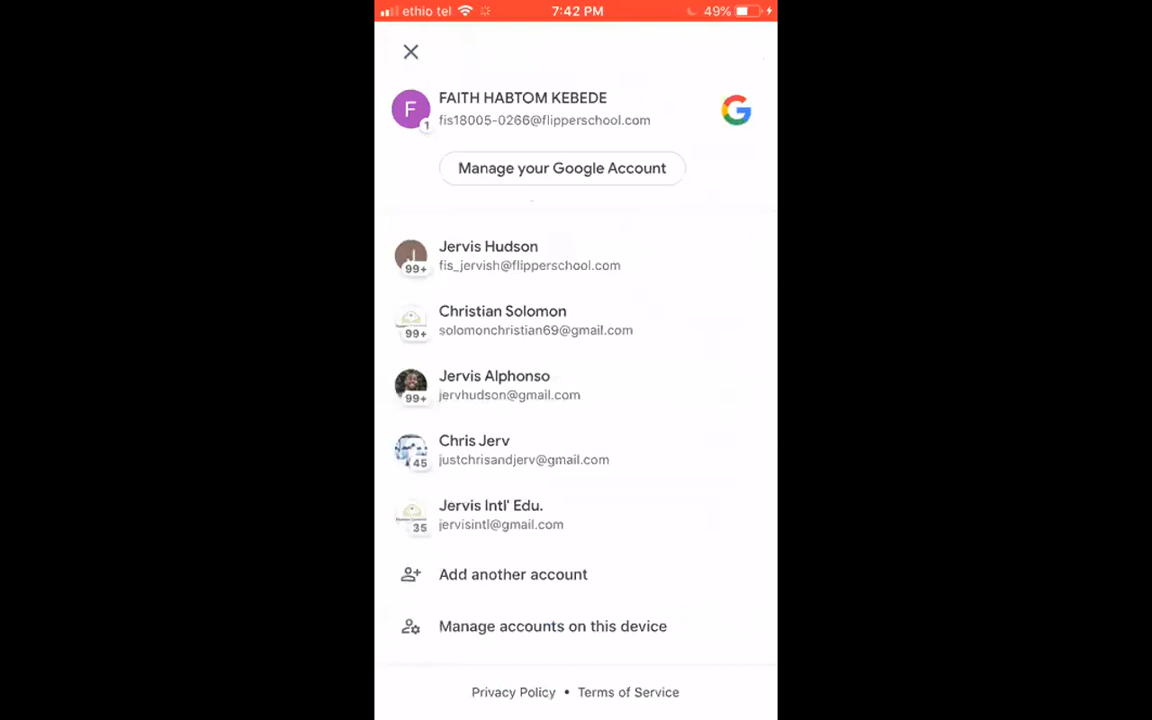 ethio tel 7:42 PM 49%
F FAITH HABTOM KEBEDE
1 fis18005-0266@flipperschool.com
Manage your Google Account
Jervis Hudson
99+ fis_jervish@flipperschool.com
Christian Solomon
99+ solomonchristian69@gmail.com
Jervis Alphonso
99+ jervhudson@gmail.com
Chris Jerv
45 justchrisandjerv@gmail.com
Jervis Intl' Edu.
35 jervisintl@gmail.com
Add another account
Manage accounts on this device
Privacy Policy • Terms of Service